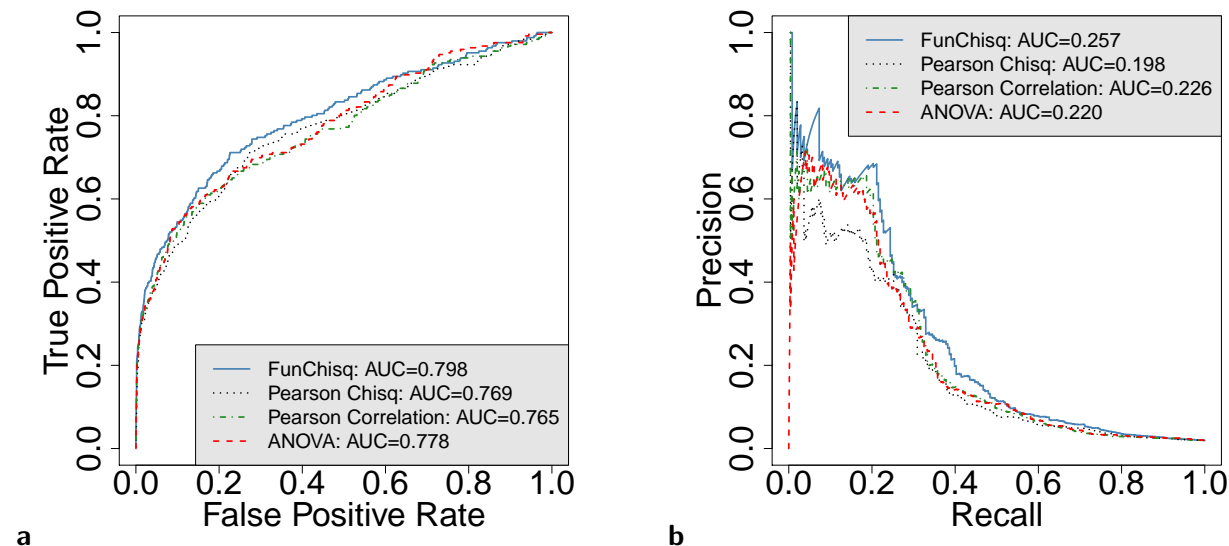 True Positive Rate
1.0
0.8
0.6
0.4
0.2
0.0
FunChisq: AUC=0.798
Pearson Chisq: AUC=0.769
Pearson Correlation: AUC=0.765
ANOVA: AUC=0.778
0.0 0.2 0.4 0.6 0.8 1.0
False Positive Rate
a
Precision
1.0
0.8
0.6
0.4
0.2
0.0
FunChisq: AUC=0.257
Pearson Chisq: AUC=0.198
Pearson Correlation: AUC=0.226
ANOVA: AUC=0.220
0.0 0.2 0.4 0.6 0.8 1.0
Recall
b